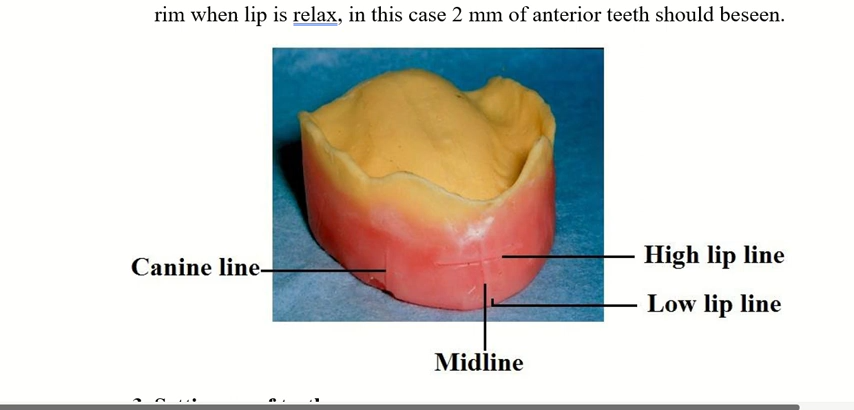 rim when lip is relax, in this case 2 mm of anterior teeth should beseen.
High lip line
Canine line
Low lip line
Midline